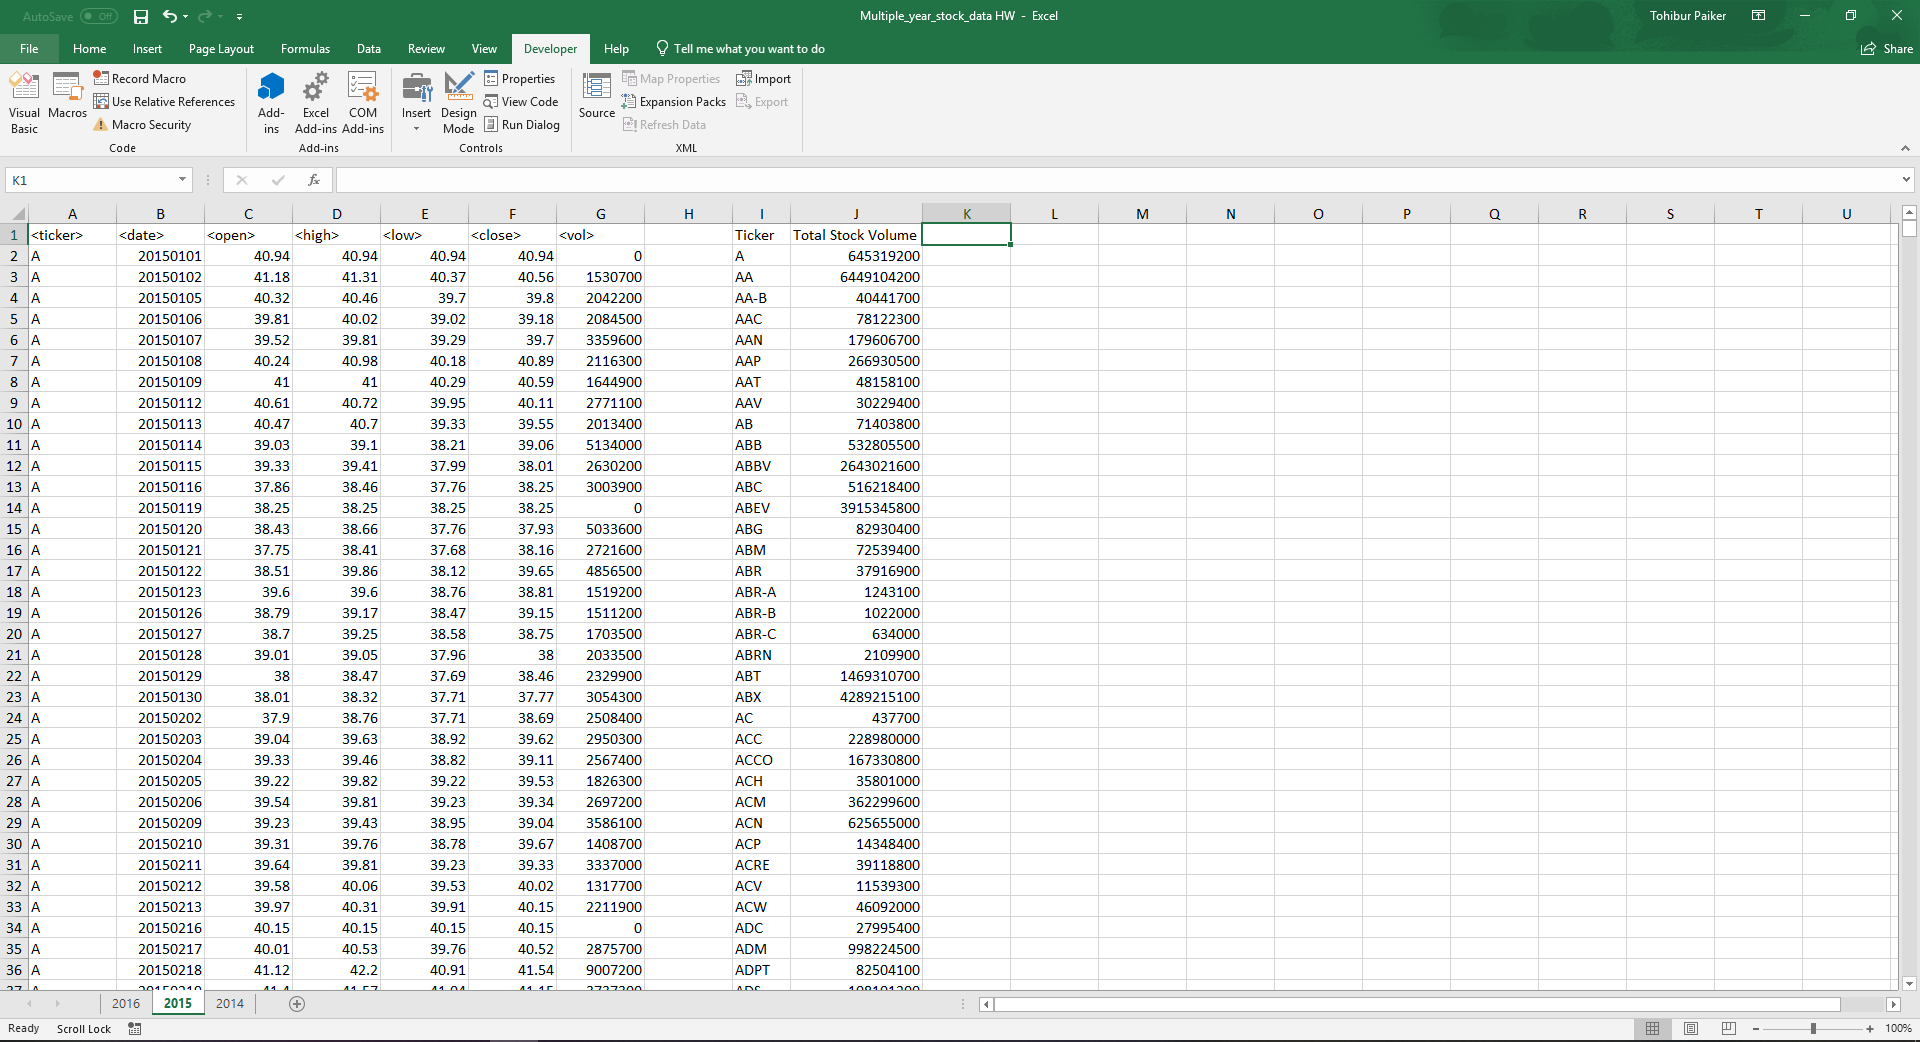 AutoSave Off Multiple_year_stock_data HW - Excel Tohibur Paiker
File Home Insert Page Layout Formulas Data Review View Developer Help Tell me what you want to do Share
Visual Basic Macros Record Macro Use Relative References Macro Security Code
Add-ins Excel Add-ins COM Add-ins Add-ins
Insert Design Mode Properties View Code Run Dialog Controls
Source Map Properties Expansion Packs Refresh Data Import Export XML
K1 fx
A B C D E F G H I J K L M N O P Q R S T U
1 <ticker> <date> <open> <high> <low> <close> <vol> Ticker Total Stock Volume
2 A 20150101 40.94 40.94 40.94 40.94 0 A 645319200
3 A 20150102 41.18 41.31 40.37 40.56 1530700 AA 6449104200
4 A 20150105 40.32 40.46 39.7 39.8 2042200 AA-B 40441700
5 A 20150106 39.81 40.02 39.02 39.18 2084500 AAC 78122300
6 A 20150107 39.52 39.81 39.29 39.7 3359600 AAN 179606700
7 A 20150108 40.24 40.98 40.18 40.89 2116300 AAP 266930500
8 A 20150109 41 41 40.29 40.59 1644900 AAT 48158100
9 A 20150112 40.61 40.72 39.95 40.11 2771100 AAV 30229400
10 A 20150113 40.47 40.7 39.33 39.55 2013400 AB 71403800
11 A 20150114 39.03 39.1 38.21 39.06 5134000 ABB 532805500
12 A 20150115 39.33 39.41 37.99 38.01 2630200 ABBV 2643021600
13 A 20150116 37.86 38.46 37.76 38.25 3003900 ABC 516218400
14 A 20150119 38.25 38.25 38.25 38.25 0 ABEV 3915345800
15 A 20150120 38.43 38.66 37.76 37.93 5033600 ABG 82930400
16 A 20150121 37.75 38.41 37.68 38.16 2721600 ABM 72539400
17 A 20150122 38.51 39.86 38.12 39.65 4856500 ABR 37916900
18 A 20150123 39.6 39.6 38.76 38.81 1519200 ABR-A 1243100
19 A 20150126 38.79 39.17 38.47 39.15 1511200 ABR-B 1022000
20 A 20150127 38.7 39.25 38.58 38.75 1703500 ABR-C 634000
21 A 20150128 39.01 39.05 37.96 38 2033500 ABRN 2109900
22 A 20150129 38 38.47 37.69 38.46 2329900 ABT 1469310700
23 A 20150130 38.01 38.32 37.71 37.77 3054300 ABX 4289215100
24 A 20150202 37.9 38.76 37.71 38.69 2508400 AC 437700
25 A 20150203 39.04 39.63 38.92 39.62 2950300 ACC 228980000
26 A 20150204 39.33 39.46 38.82 39.11 2567400 ACCO 167330800
27 A 20150205 39.22 39.82 39.22 39.53 1826300 ACH 35801000
28 A 20150206 39.54 39.81 39.23 39.34 2697200 ACM 362299600
29 A 20150209 39.23 39.43 38.95 39.04 3586100 ACN 625655000
30 A 20150210 39.31 39.76 38.78 39.67 1408700 ACP 14348400
31 A 20150211 39.64 39.81 39.23 39.33 3337000 ACRE 39118800
32 A 20150212 39.58 40.06 39.53 40.02 1317700 ACV 11539300
33 A 20150213 39.97 40.31 39.91 40.15 2211900 ACW 46092000
34 A 20150216 40.15 40.15 40.15 40.15 0 ADC 27995400
35 A 20150217 40.01 40.53 39.76 40.52 2875700 ADM 998224500
36 A 20150218 41.12 42.2 40.91 41.54 9007200 ADPT 82504100
2016 2015 2014
Ready Scroll Lock 100%